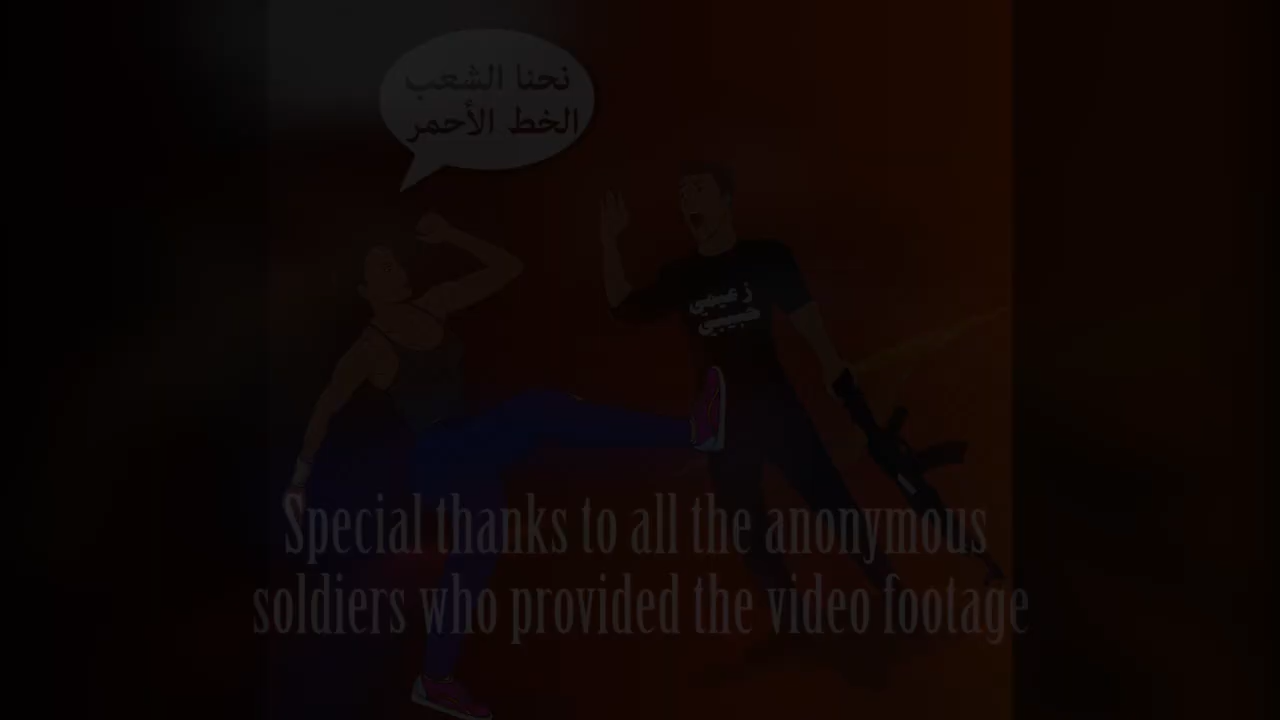 نحنا الشعب
الخط الأحمر
زعيمي
حبيبي
Special thanks to all the anonymous
soldiers who provided the video footage